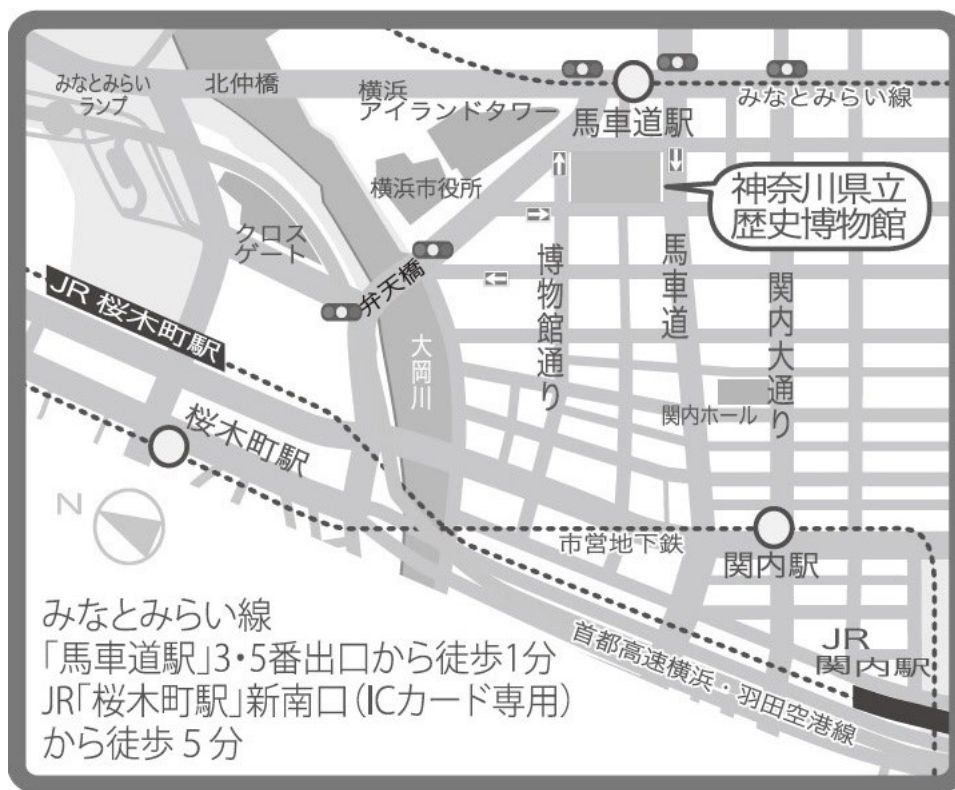 みなとみらい
ランプ
北仲橋
横浜
アイランドタワー
馬車道駅
みなとみらい線
横浜市役所
神奈川県立
歴史博物館
クロス
ゲート
弁天橋
博物館通り
馬車道
関内大通り
JR 桜木町駅
大岡川
関内ホール
桜木町駅
N
市営地下鉄
関内駅
首都高速横浜・羽田空港線
JR
関内駅
みなとみらい線
「馬車道駅」3・5番出口から徒歩1分
JR「桜木町駅」新南口(ICカード専用)
から徒歩5分